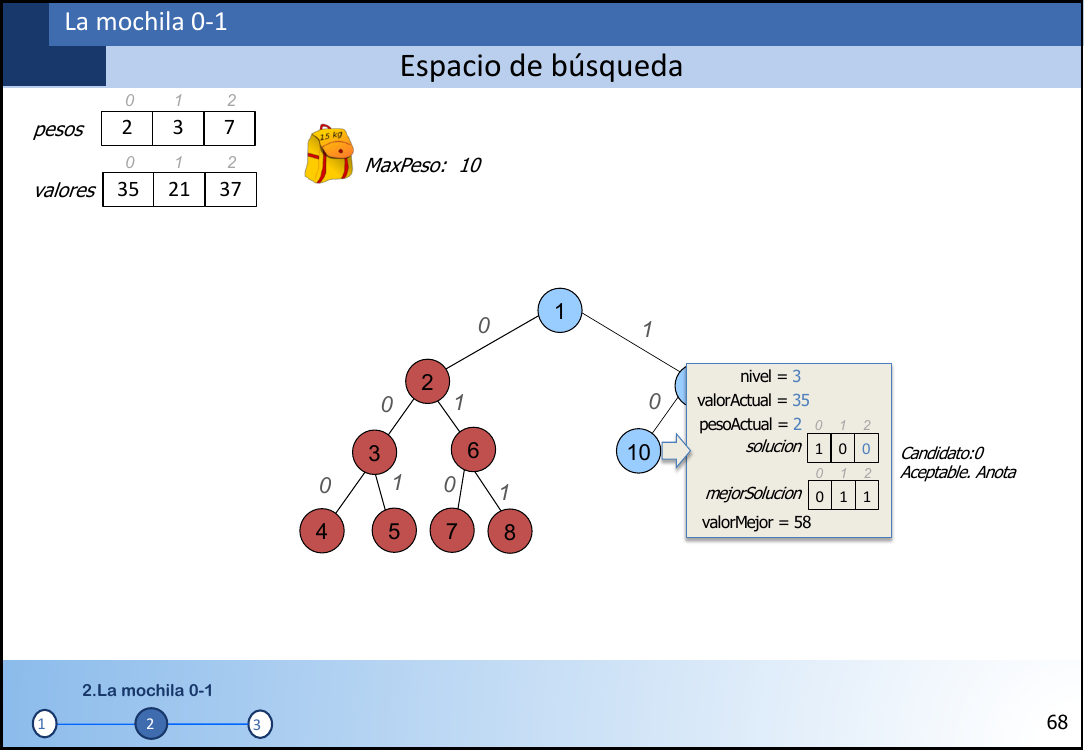 La mochila 0-1
Espacio de búsqueda
0 1 2
pesos 2 3 7
0 1 2
valores 35 21 37
15 kg
MaxPeso: 10
1
0 1
2
0 1 0
3 6 10
0 1 0 1
4 5 7 8
nivel = 3
valorActual = 35
pesoActual = 2
0 1 2
solucion 1 0 0
0 1 2
mejorSolucion 0 1 1
valorMejor = 58
Candidato:0
Aceptable. Anota
2.La mochila 0-1
1 2 3
68